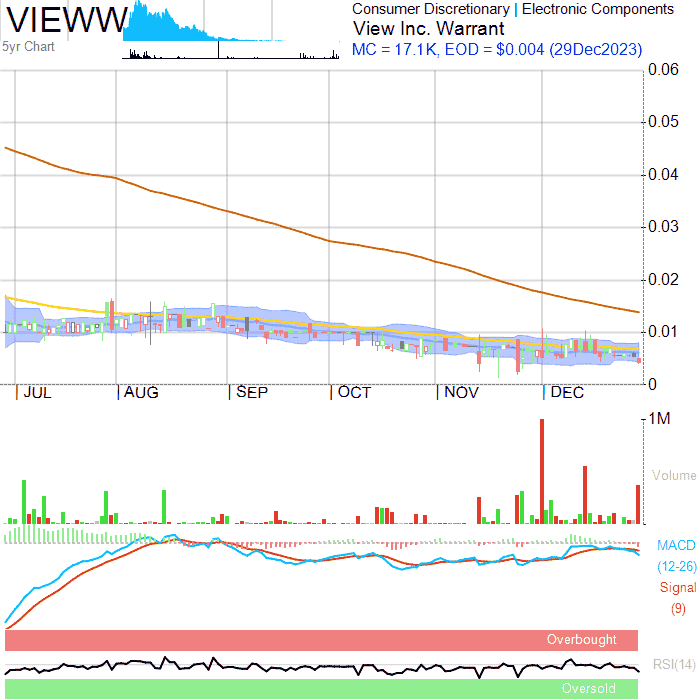 VIEWW
5yr Chart
Consumer Discretionary | Electronic Components
View Inc. Warrant
MC = 17.1K, EOD = $0.004 (29Dec2023)
0.06
0.05
0.04
0.03
0.02
0.01
0
JUL AUG SEP OCT NOV DEC
1M
Volume
MACD
(12-26)
Signal
(9)
Overbought
RSI(14)
Oversold